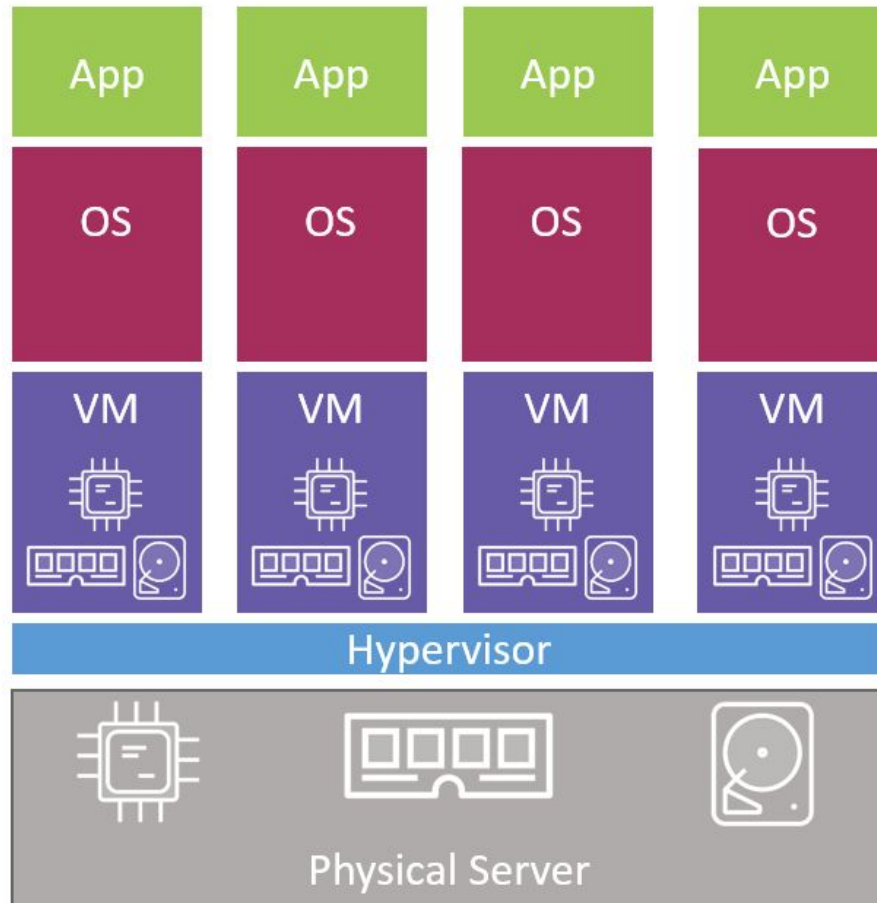 App App App App
OS OS OS OS
VM VM VM VM
Hypervisor
Physical Server